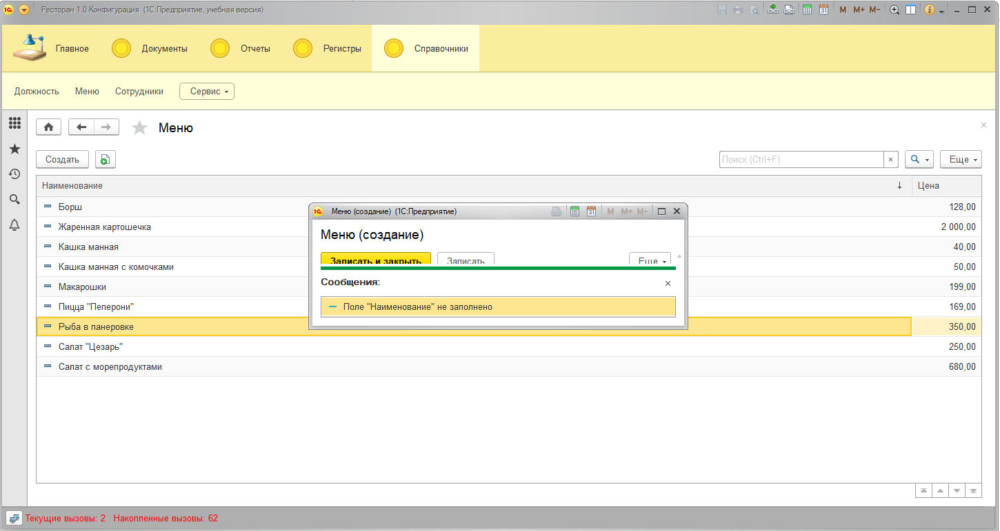 Ресторан 1.0.Конфигурация (1С:Предприятие, учебная версия) M M+ M-
Главное Документы Отчеты Регистры Справочники
Должность Меню Сотрудники Сервис
Меню
Создать Поиск (Ctrl+F) × Еще
Наименование ↓ Цена
Борш 128,00
Жаренная картошечка 2 000,00
Кашка манная 40,00
Кашка манная с комочками 50,00
Макарошки 199,00
Пицца "Пеперони" 169,00
Рыба в панеровке 350,00
Салат "Цезарь" 250,00
Салат с морепродуктами 680,00
Меню (создание) (1С:Предприятие) 31 M M+ M-
Меню (создание)
Записать и закрыть Записать Еще
Сообщения:
Поле "Наименование" не заполнено
Текущие вызовы: 2 Накопленные вызовы: 62